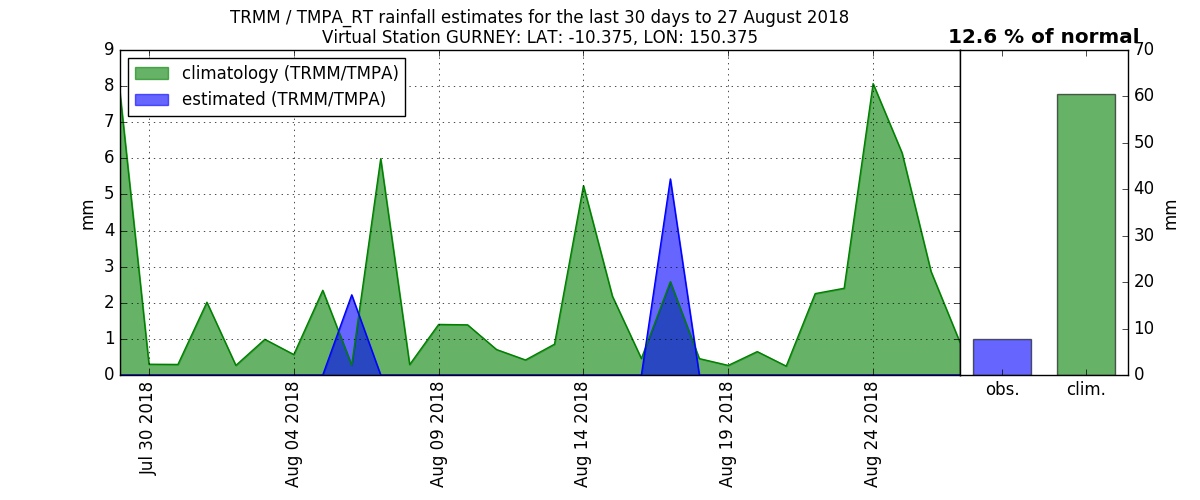 TRMM / TMPA_RT rainfall estimates for the last 30 days to 27 August 2018
Virtual Station GURNEY: LAT: -10.375, LON: 150.375
12.6 % of normal
climatology (TRMM/TMPA)
estimated (TRMM/TMPA)
9
8
7
6
5
4
3
2
1
0
mm
Jul 30 2018
Aug 04 2018
Aug 09 2018
Aug 14 2018
Aug 19 2018
Aug 24 2018
70
60
50
40
30
20
10
0
mm
obs.
clim.